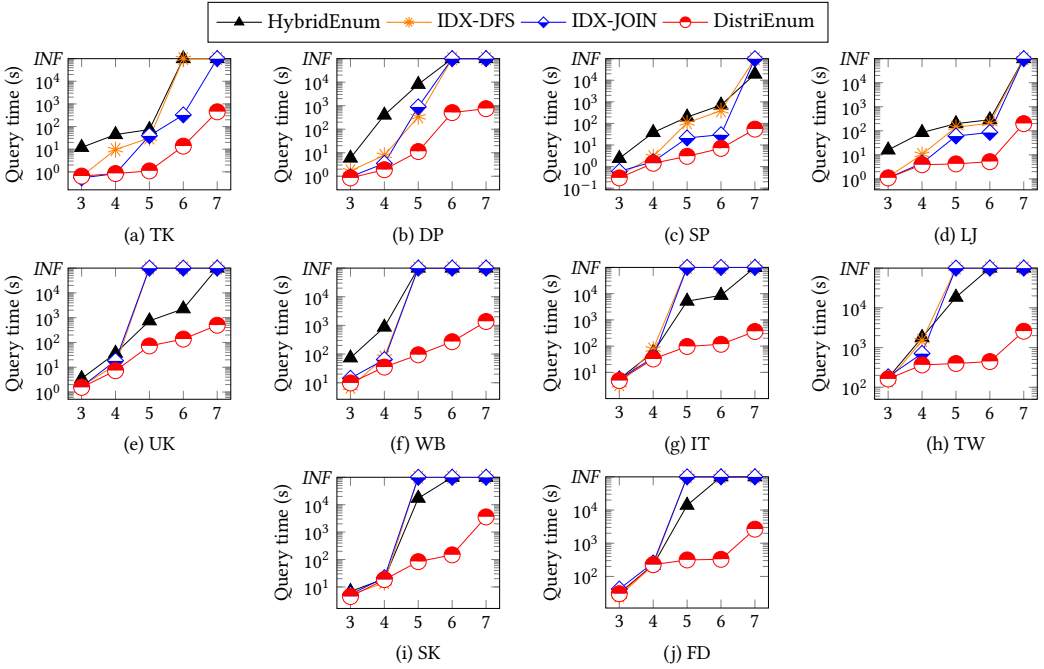 HybridEnum IDX-DFS IDX-JOIN DistriEnum
INF INF INF INF
Query time (s) Query time (s) Query time (s) Query time (s)
10^4 10^4 10^4 10^4
10^3 10^3 10^3 10^3
10^2 10^2 10^2 10^2
10^1 10^1 10^1 10^1
10^0 10^0 10^0 10^0
10^−1
3 4 5 6 7 3 4 5 6 7 3 4 5 6 7 3 4 5 6 7
(a) TK (b) DP (c) SP (d) LJ
INF INF INF INF
Query time (s) Query time (s) Query time (s) Query time (s)
10^4 10^3 10^3 10^4
10^3 10^2 10^1 10^3
10^2 10^1 10^2
10^1
10^0
3 4 5 6 7 3 4 5 6 7 3 4 5 6 7 3 4 5 6 7
(e) UK (f) WB (g) IT (h) TW
INF INF
Query time (s) Query time (s)
10^4 10^4
10^3 10^2
10^2
10^1
3 4 5 6 7 3 4 5 6 7
(i) SK (j) FD